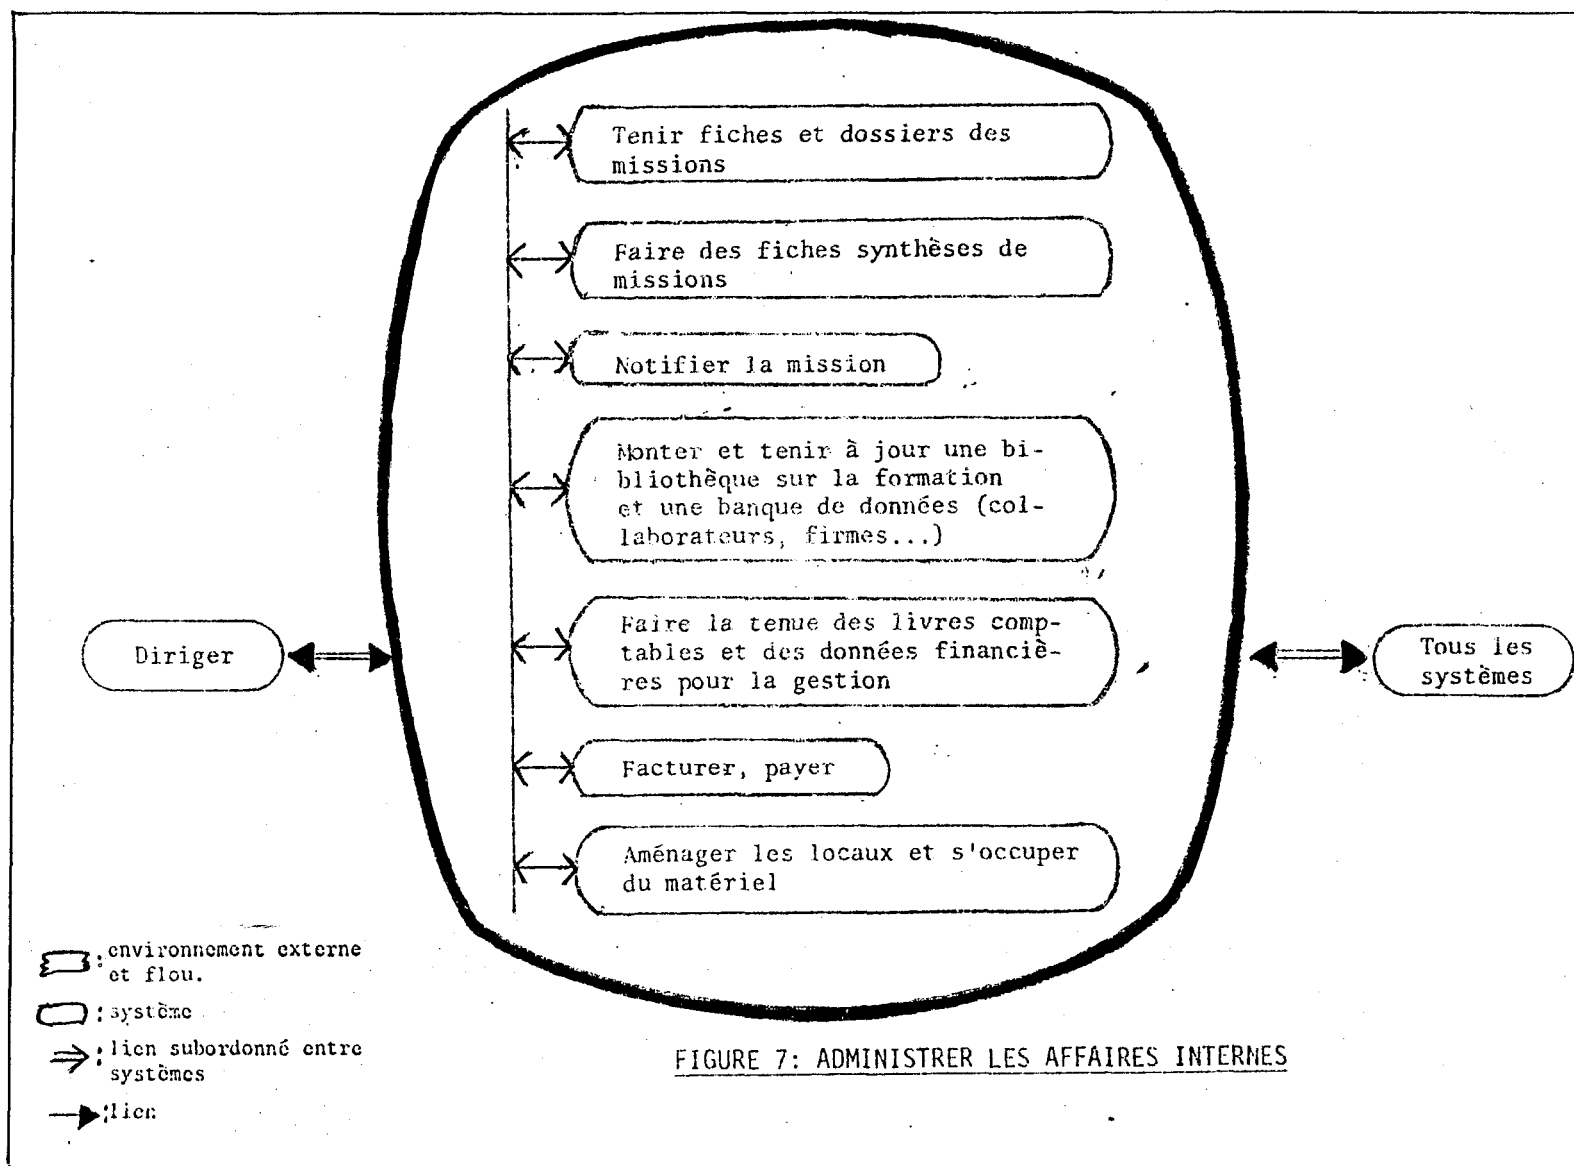 Tenir fiches et dossiers des
missions
Faire des fiches synthèses de
missions
Notifier la mission
Monter et tenir à jour une bi-
bliothèque sur la formation
et une banque de données (col-
laborateurs, firmes...)
Faire la tenue des livres comp-
tables et des données financiè-
res pour la gestion
Facturer, payer
Aménager les locaux et s'occuper
du matériel
Diriger
Tous les
systèmes
: environnement externe
et flou.
: système
: lien subordonné entre
systèmes
: lien
FIGURE 7: ADMINISTRER LES AFFAIRES INTERNES